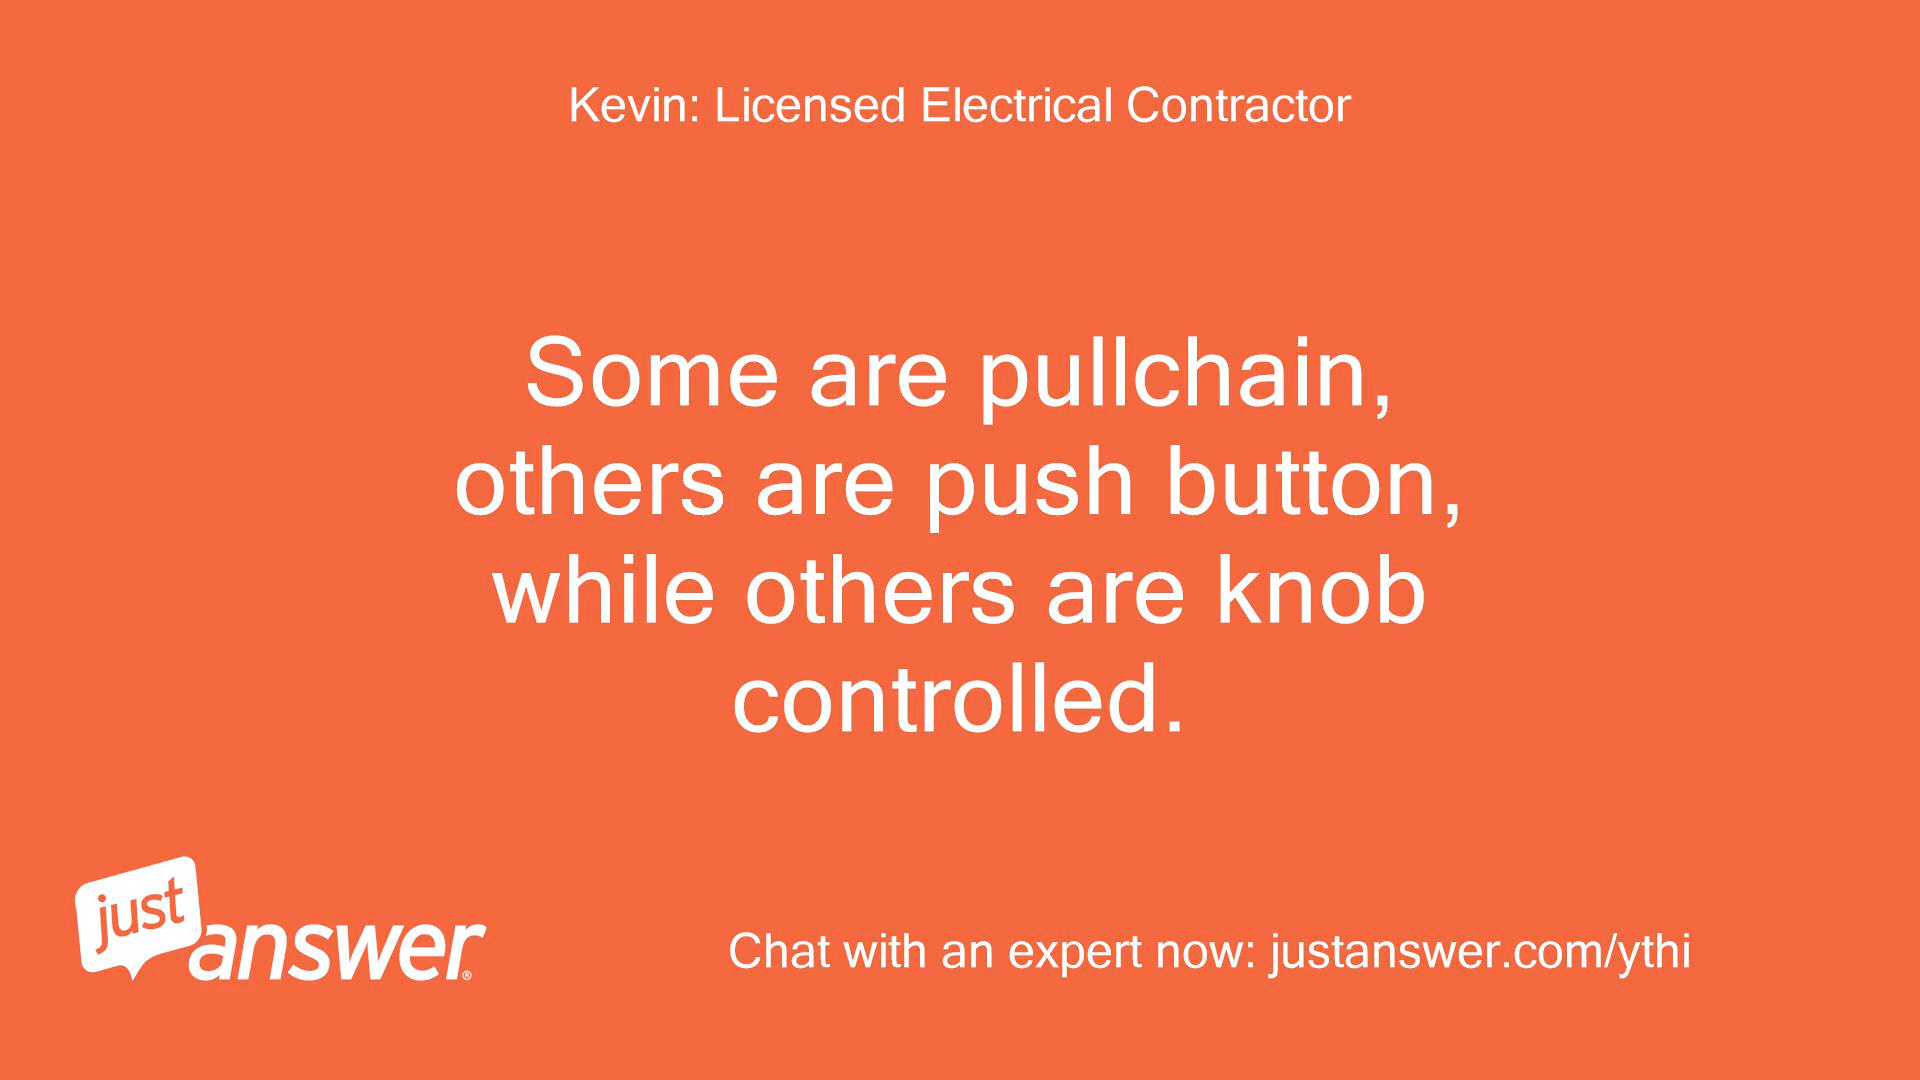 Kevin: Licensed Electrical Contractor
Some are pullchain,
others are push button,
while others are knob
controlled.
just
answer®
Chat with an expert now: justanswer.com/ythi